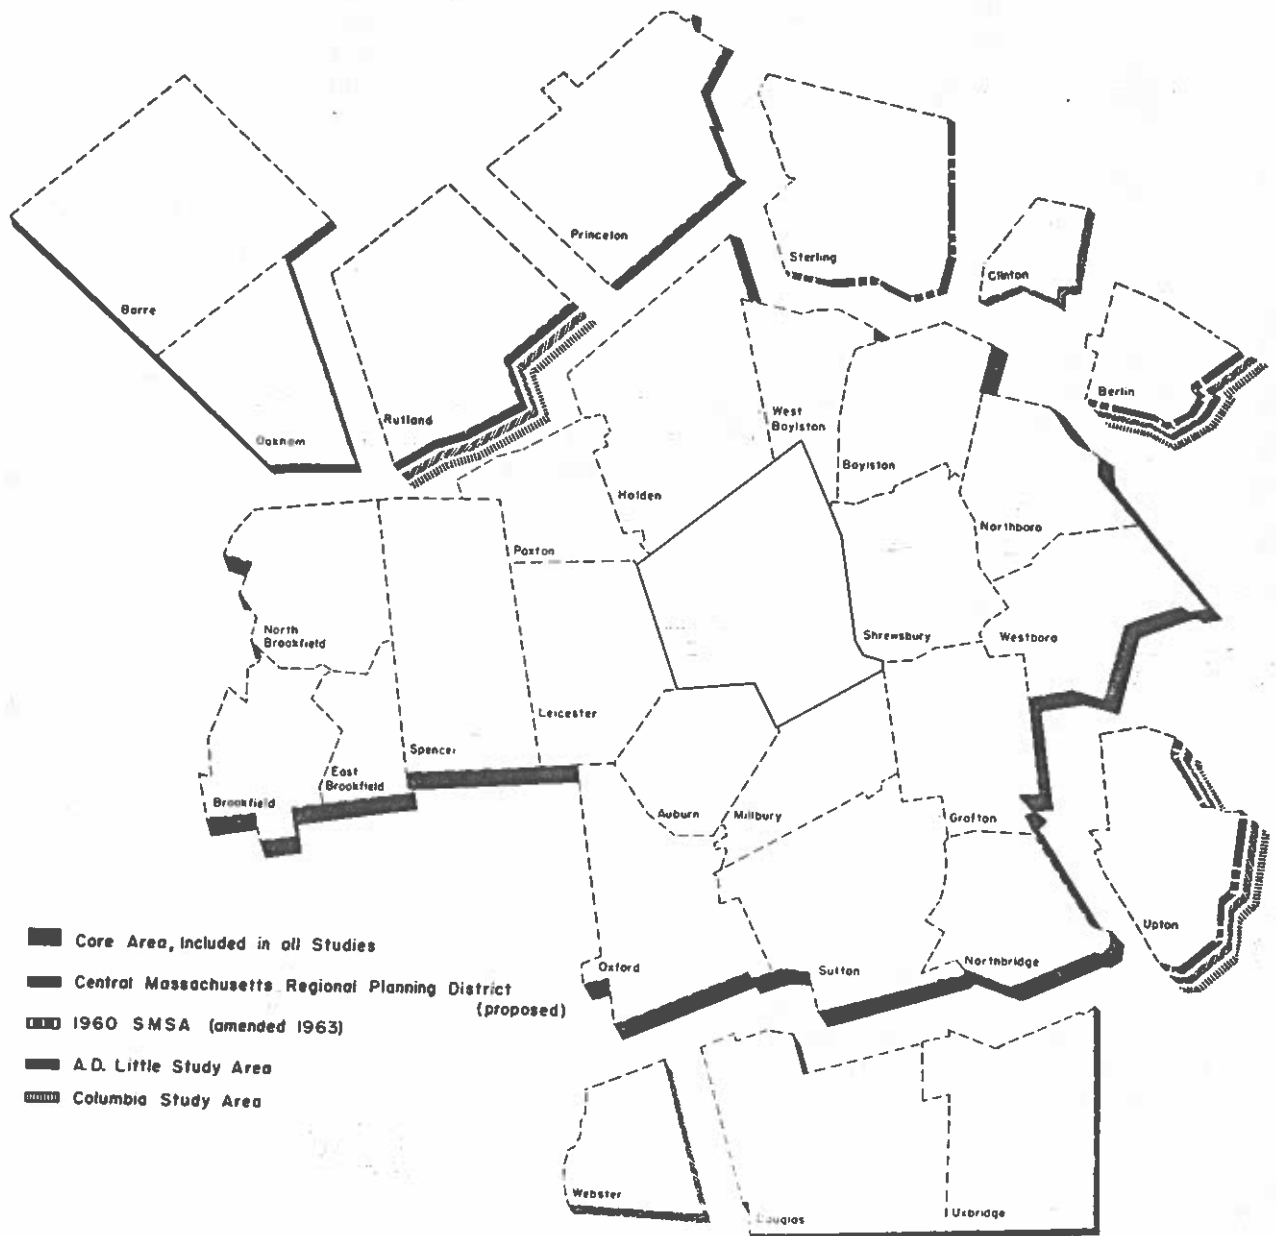 Princeton
Sterling
Clinton
Barre
Berlin
Rutland
West
Boylston
Oakham
Boylston
Holden
Northboro
Paxton
North
Brookfield
Shrewsbury
Westboro
Leicester
Spencer
East
Brookfield
Brookfield
Auburn
Millbury
Grafton
Upton
Oxford
Sutton
Northbridge
Webster
Douglas
Uxbridge
Core Area, Included in all Studies
Central Massachusetts Regional Planning District
(proposed)
1960 SMSA (amended 1963)
A.D. Little Study Area
Columbia Study Area